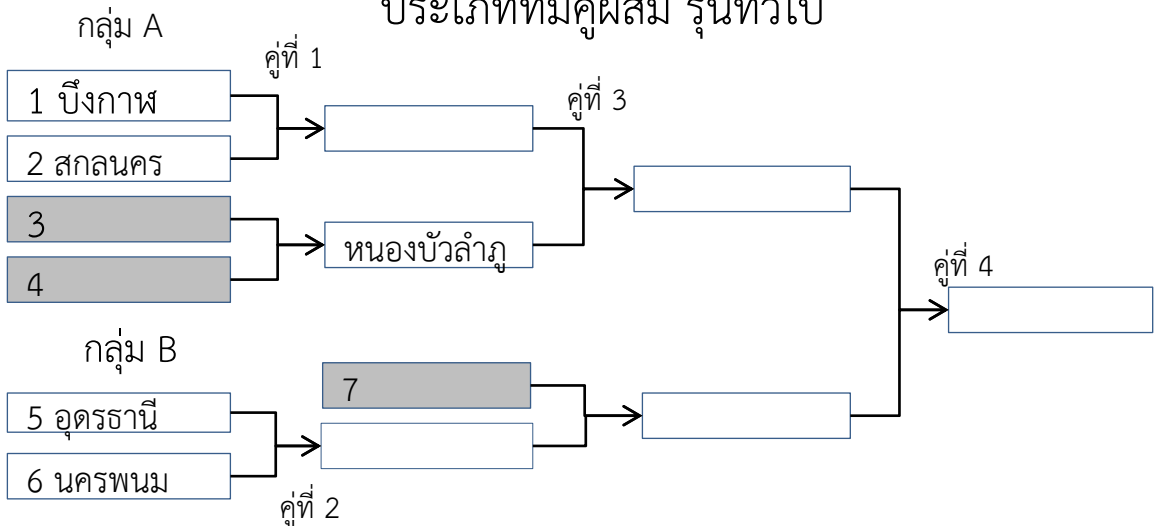 ประเภททีมคู่ผสม รุ่นทั่วไป
กลุ่ม A
คู่ที่ 1
1 บึงกาฬ
2 สกลนคร
3
4
หนองบัวลำภู
คู่ที่ 3
คู่ที่ 4
กลุ่ม B
5 อุดรธานี
6 นครพนม
7
คู่ที่ 2